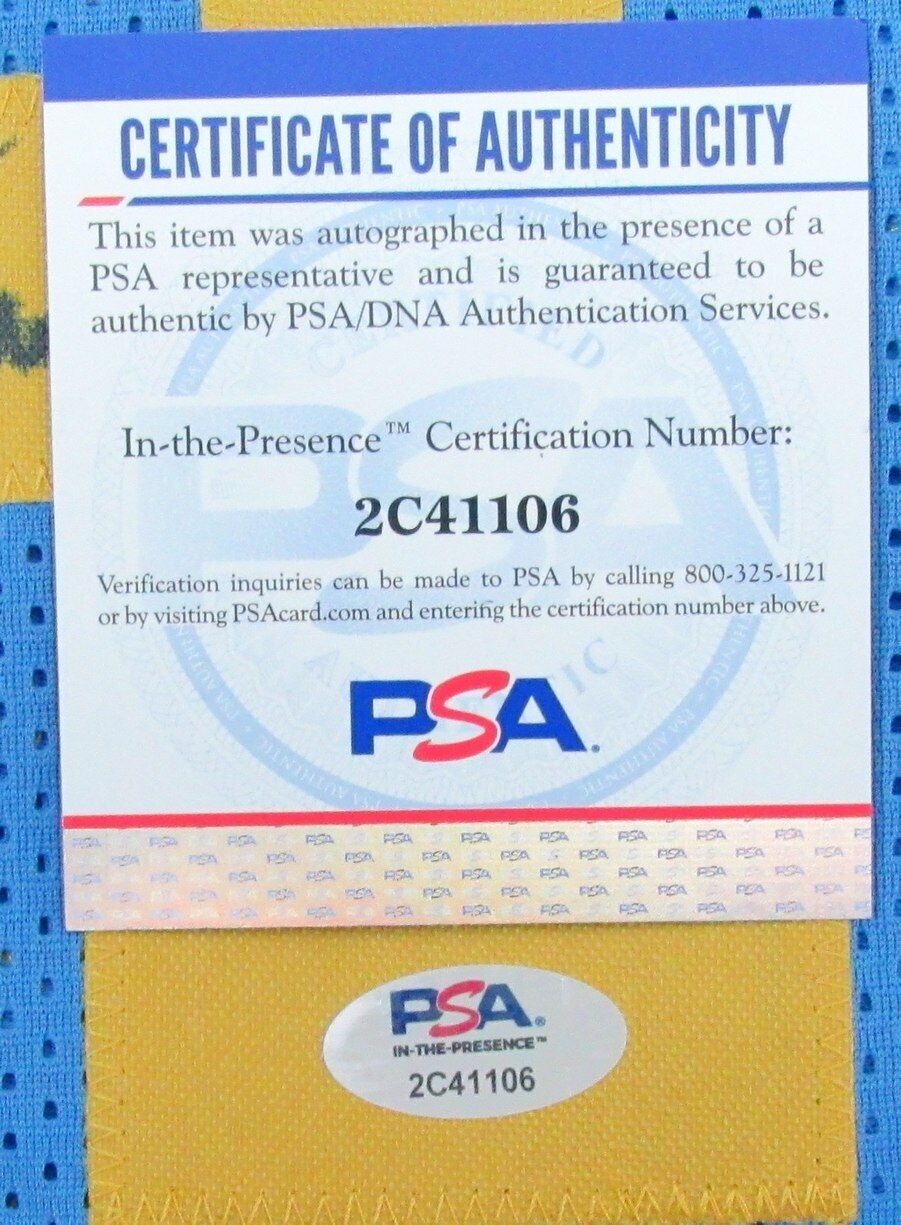 CERTIFICATE OF AUTHENTICITY
This item was autographed in the presence of a
PSA representative and is guaranteed to be
authentic by PSA/DNA Authentication Services.
In-the-Presence™ Certification Number:
2C41106
Verification inquiries can be made to PSA by calling 800-325-1121
or by visiting PSAcard.com and entering the certification number above.
PSA.
PSA®
IN-THE-PRESENCE™
2C41106